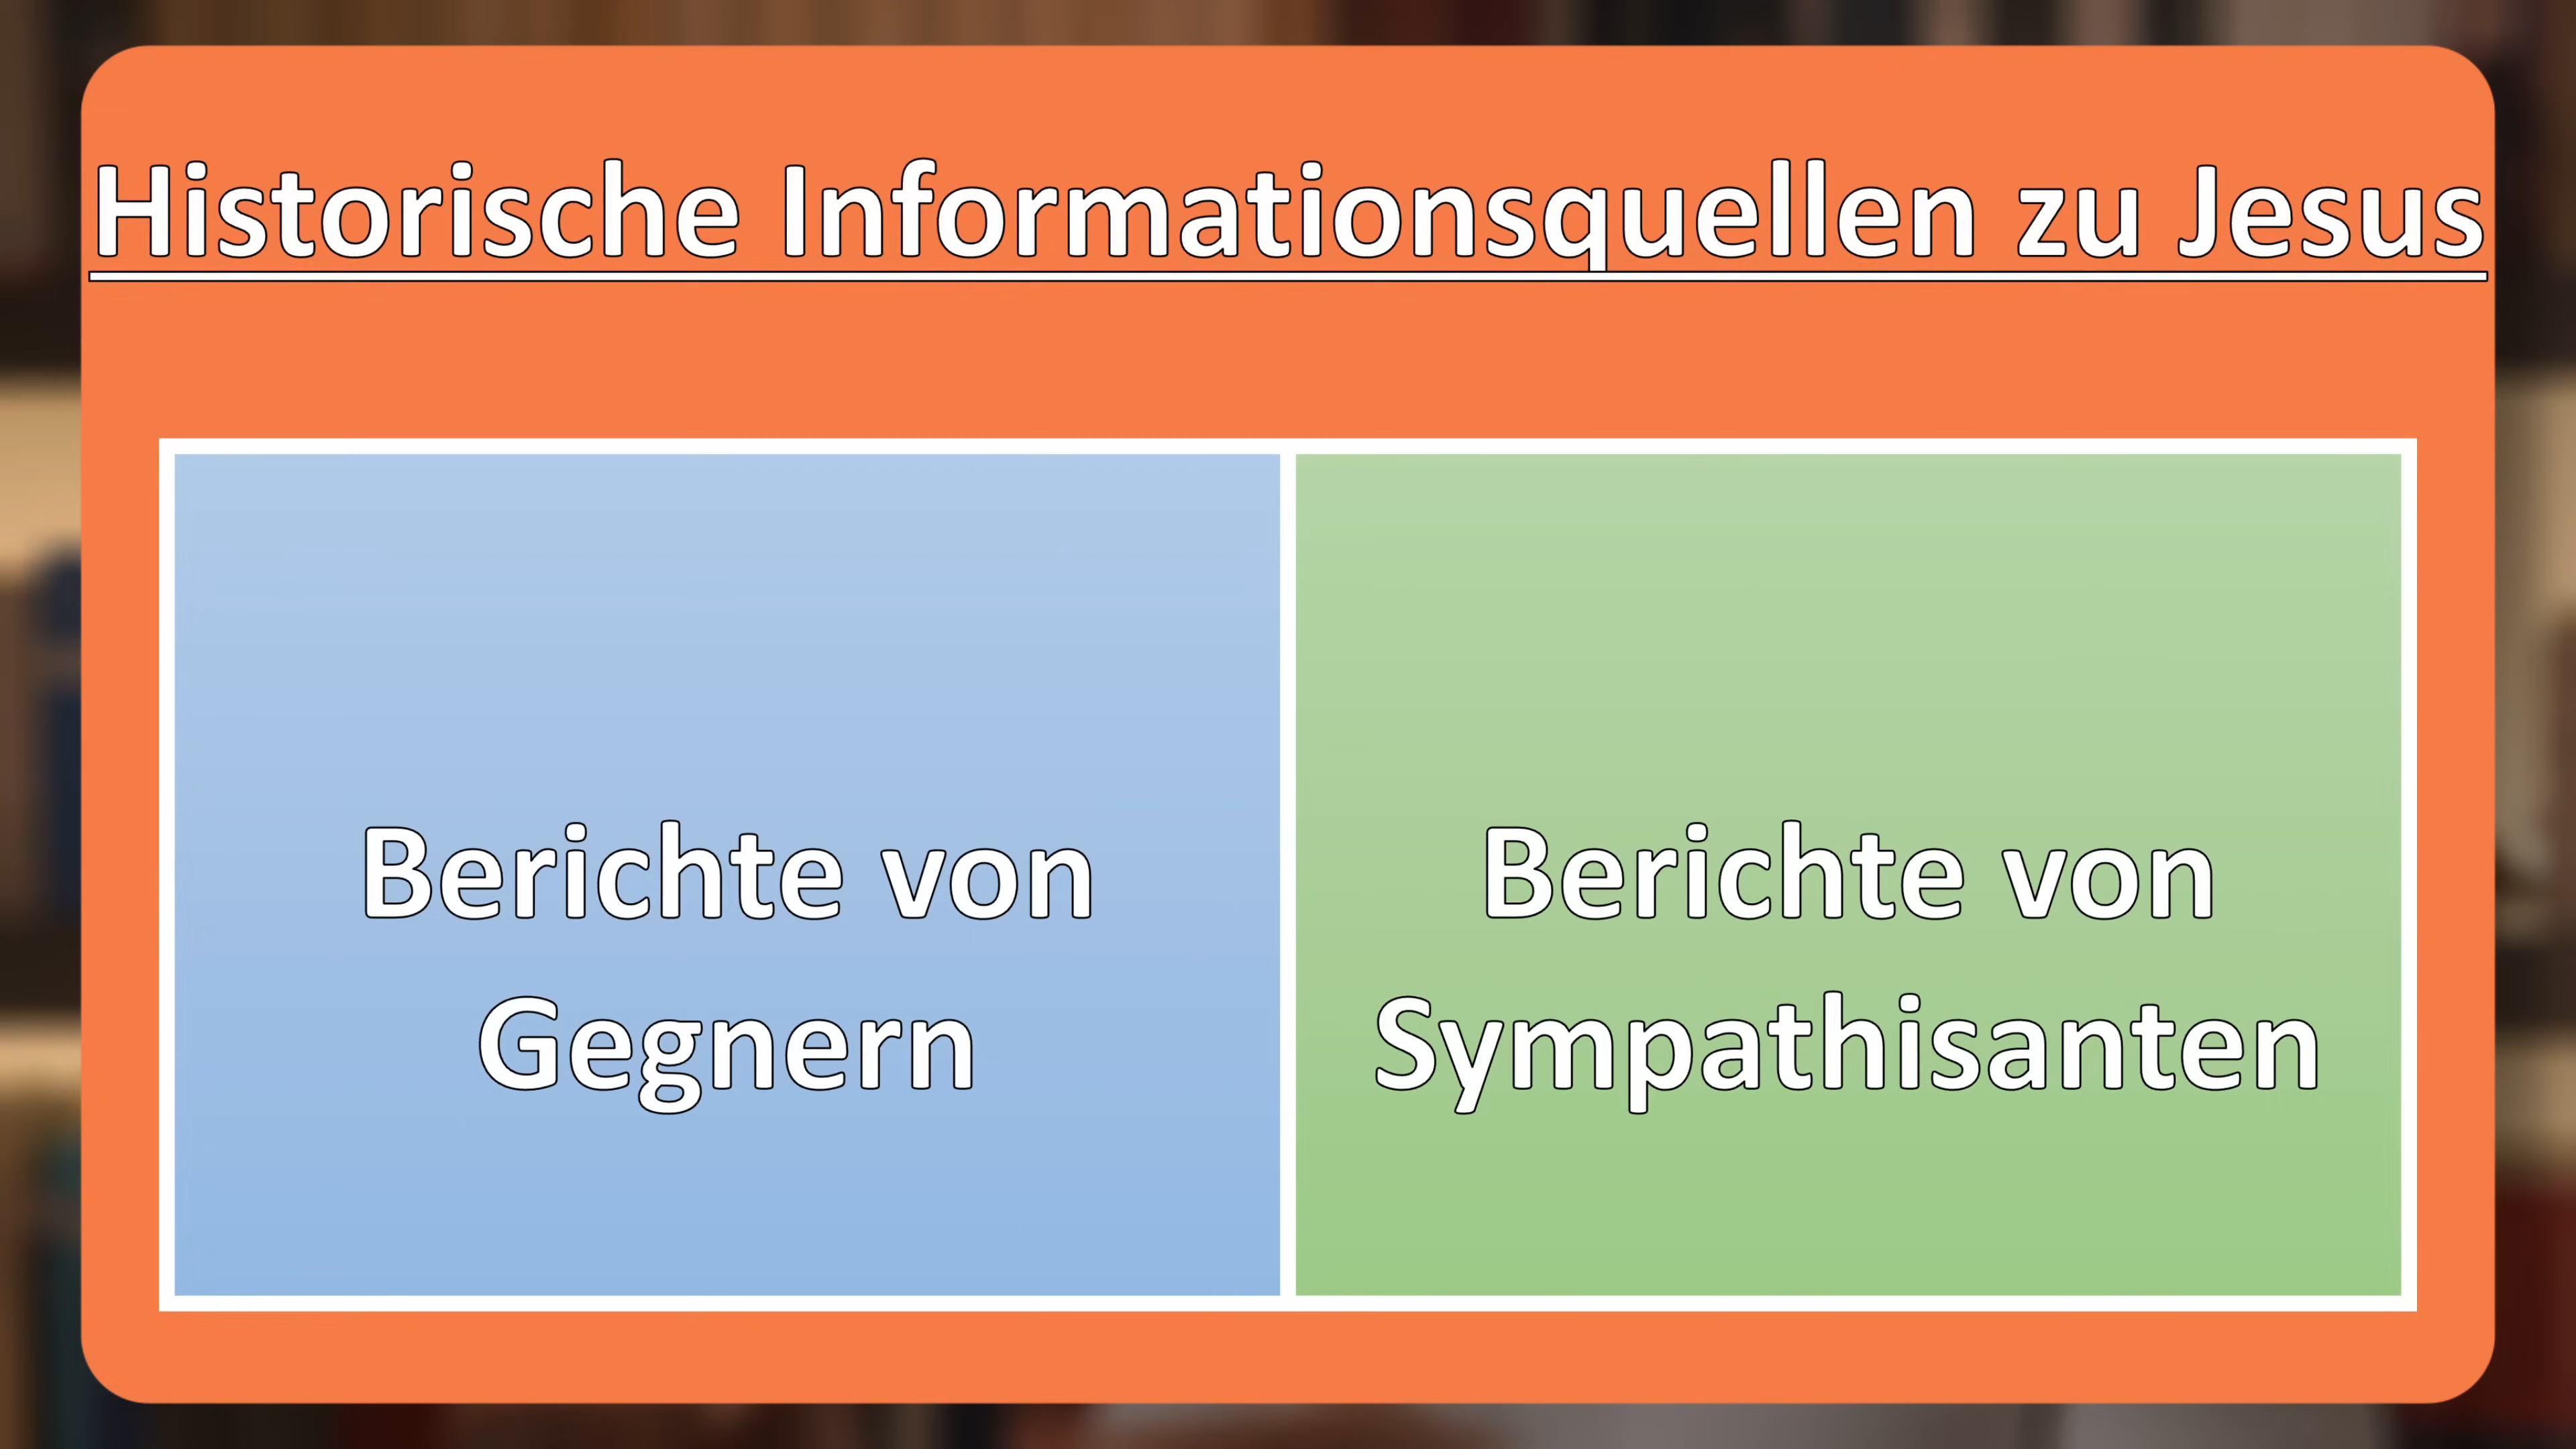 Historische Informationsquellen zu Jesus
Berichte von
Gegnern
Berichte von
Sympathisanten